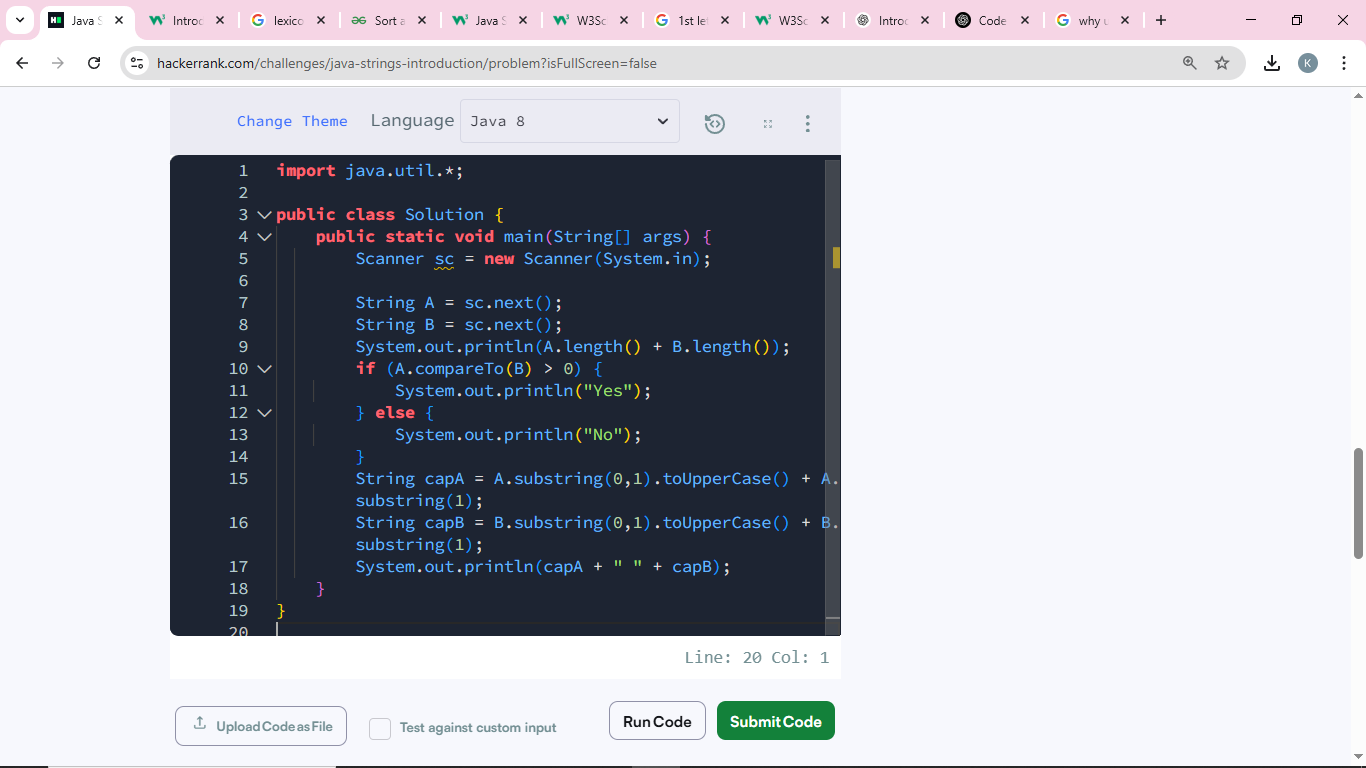 Java S
Introc
lexico
Sort a
Java S
W3Sc
1st le
W3Sc
Introc
Code
why u
hackerrank.com/challenges/java-strings-introduction/problem?isFullScreen=false
K
Change Theme Language Java 8
1 import java.util.*;
2
3 public class Solution {
4 public static void main(String[] args) {
5 Scanner sc = new Scanner(System.in);
6
7 String A = sc.next();
8 String B = sc.next();
9 System.out.println(A.length() + B.length());
10 if (A.compareTo(B) > 0) {
11 System.out.println("Yes");
12 } else {
13 System.out.println("No");
14 }
15 String capA = A.substring(0,1).toUpperCase() + A.
substring(1);
16 String capB = B.substring(0,1).toUpperCase() + B.
substring(1);
17 System.out.println(capA + " " + capB);
18 }
19 }
20
Line: 20 Col: 1
Upload Code as File
Test against custom input
Run Code
Submit Code